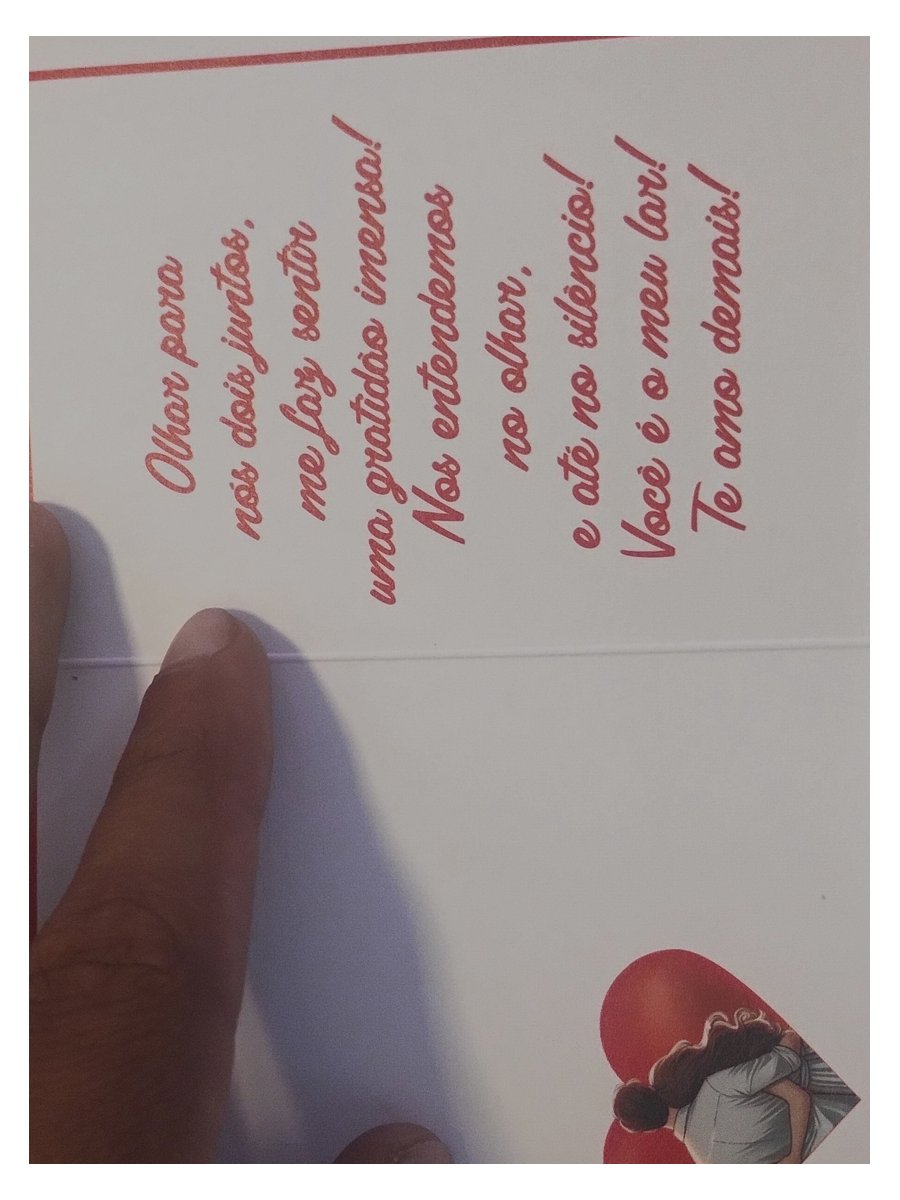 Olhar para
nós dois juntos,
me faz sentir
uma gratidão imensa!
Nos entendemos
no olhar,
e até no silêncio!
Você é o meu lar!
Te amo demais!